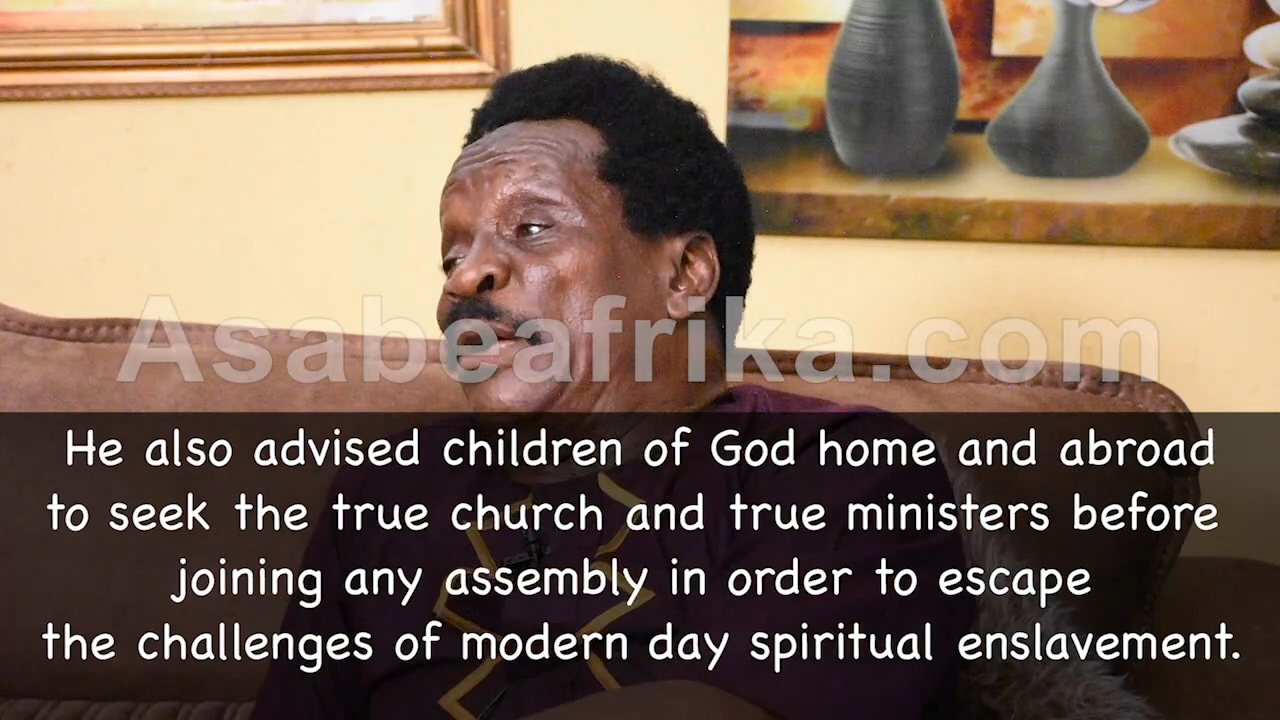 Asabeafrika.com
He also advised children of God home and abroad
to seek the true church and true ministers before
joining any assembly in order to escape
the challenges of modern day spiritual enslavement.